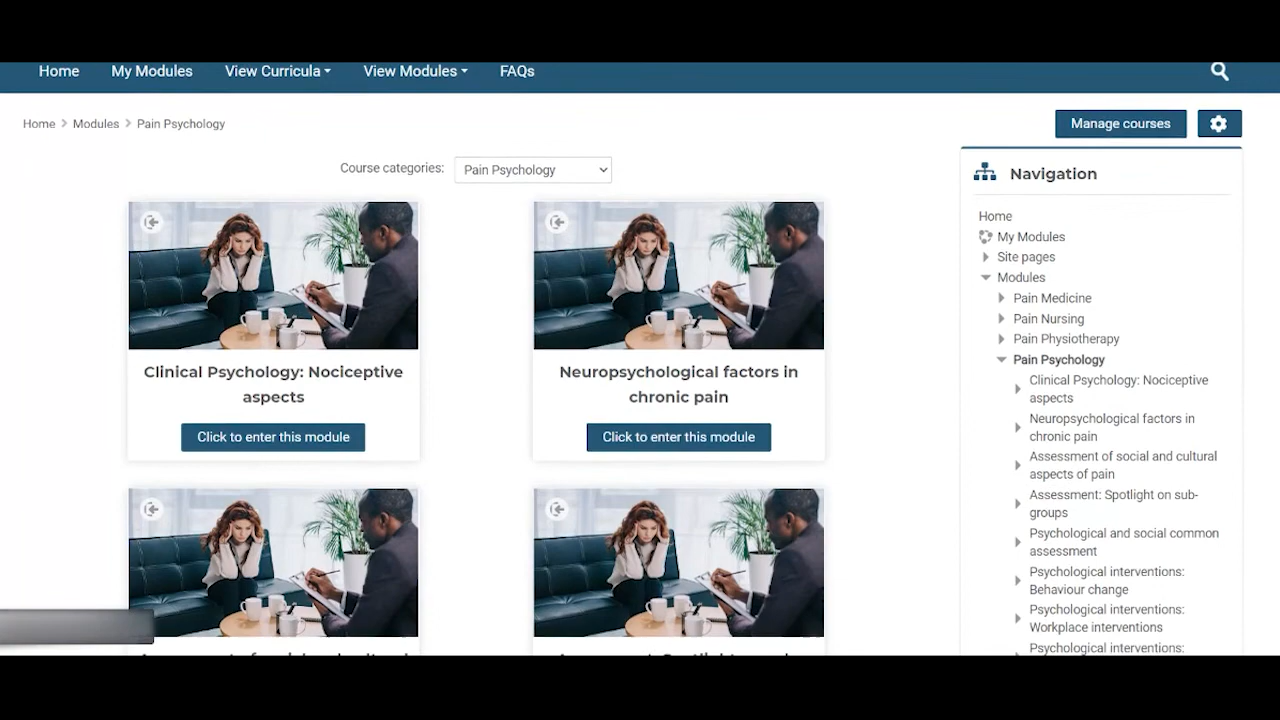 Home
My Modules
View Curricula
View Modules
FAQs
Home
Modules
Pain Psychology
Manage courses
Course categories:
Pain Psychology
Navigation
Clinical Psychology: Nociceptive
aspects
Click to enter this module
Neuropsychological factors in
chronic pain
Click to enter this module
Home
My Modules
Site pages
Modules
Pain Medicine
Pain Nursing
Pain Physiotherapy
Pain Psychology
Clinical Psychology: Nociceptive
aspects
Neuropsychological factors in
chronic pain
Assessment of social and cultural
aspects of pain
Assessment: Spotlight on sub-
groups
Psychological and social common
assessment
Psychological interventions:
Behaviour change
Psychological interventions:
Workplace interventions
Psychological interventions: